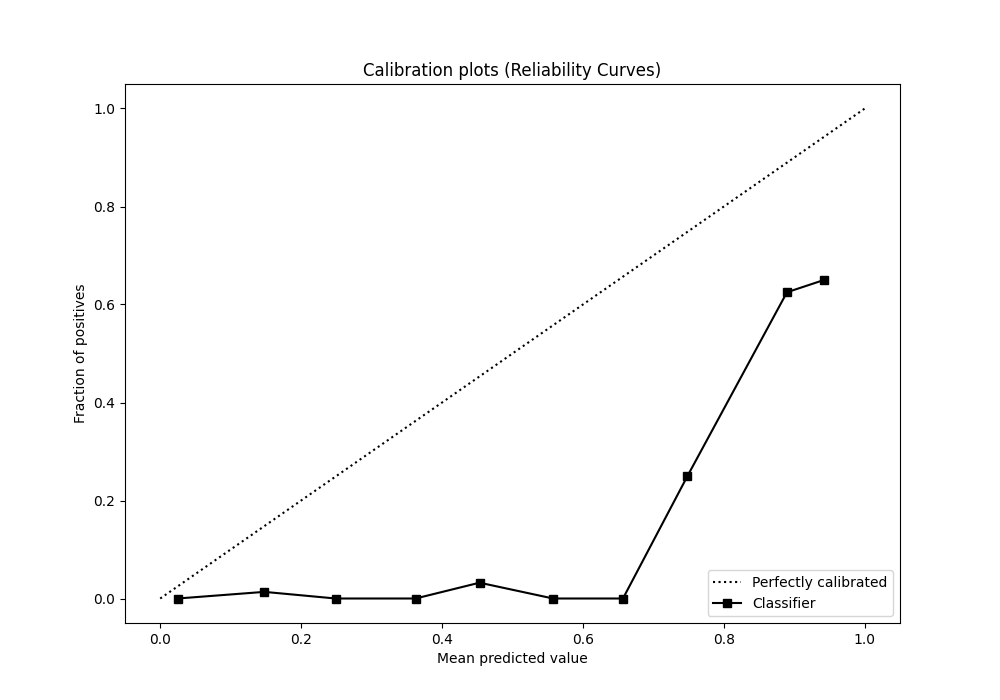 Calibration plots (Reliability Curves)
1.0
0.8
0.6
0.4
0.2
0.0
Fraction of positives
0.0 0.2 0.4 0.6 0.8 1.0
Mean predicted value
Perfectly calibrated
Classifier